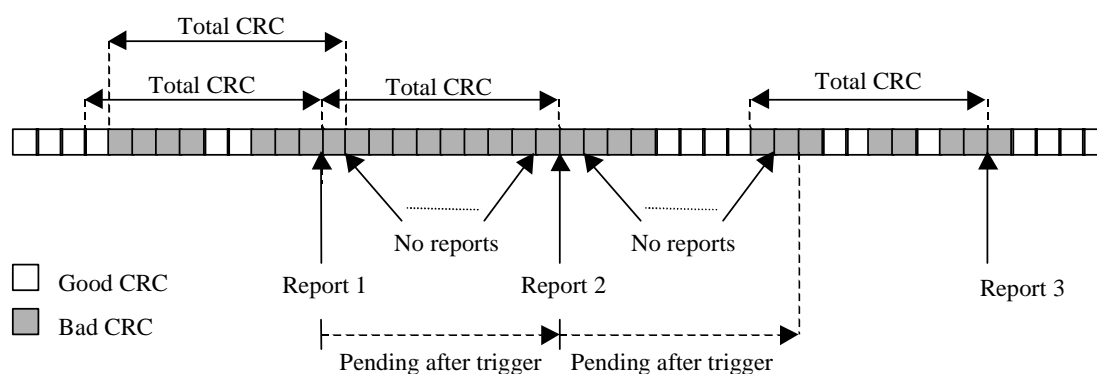 Total CRC
Total CRC
Total CRC
Total CRC
No reports
No reports
Good CRC
Bad CRC
Report 1
Report 2
Report 3
Pending after trigger
Pending after trigger